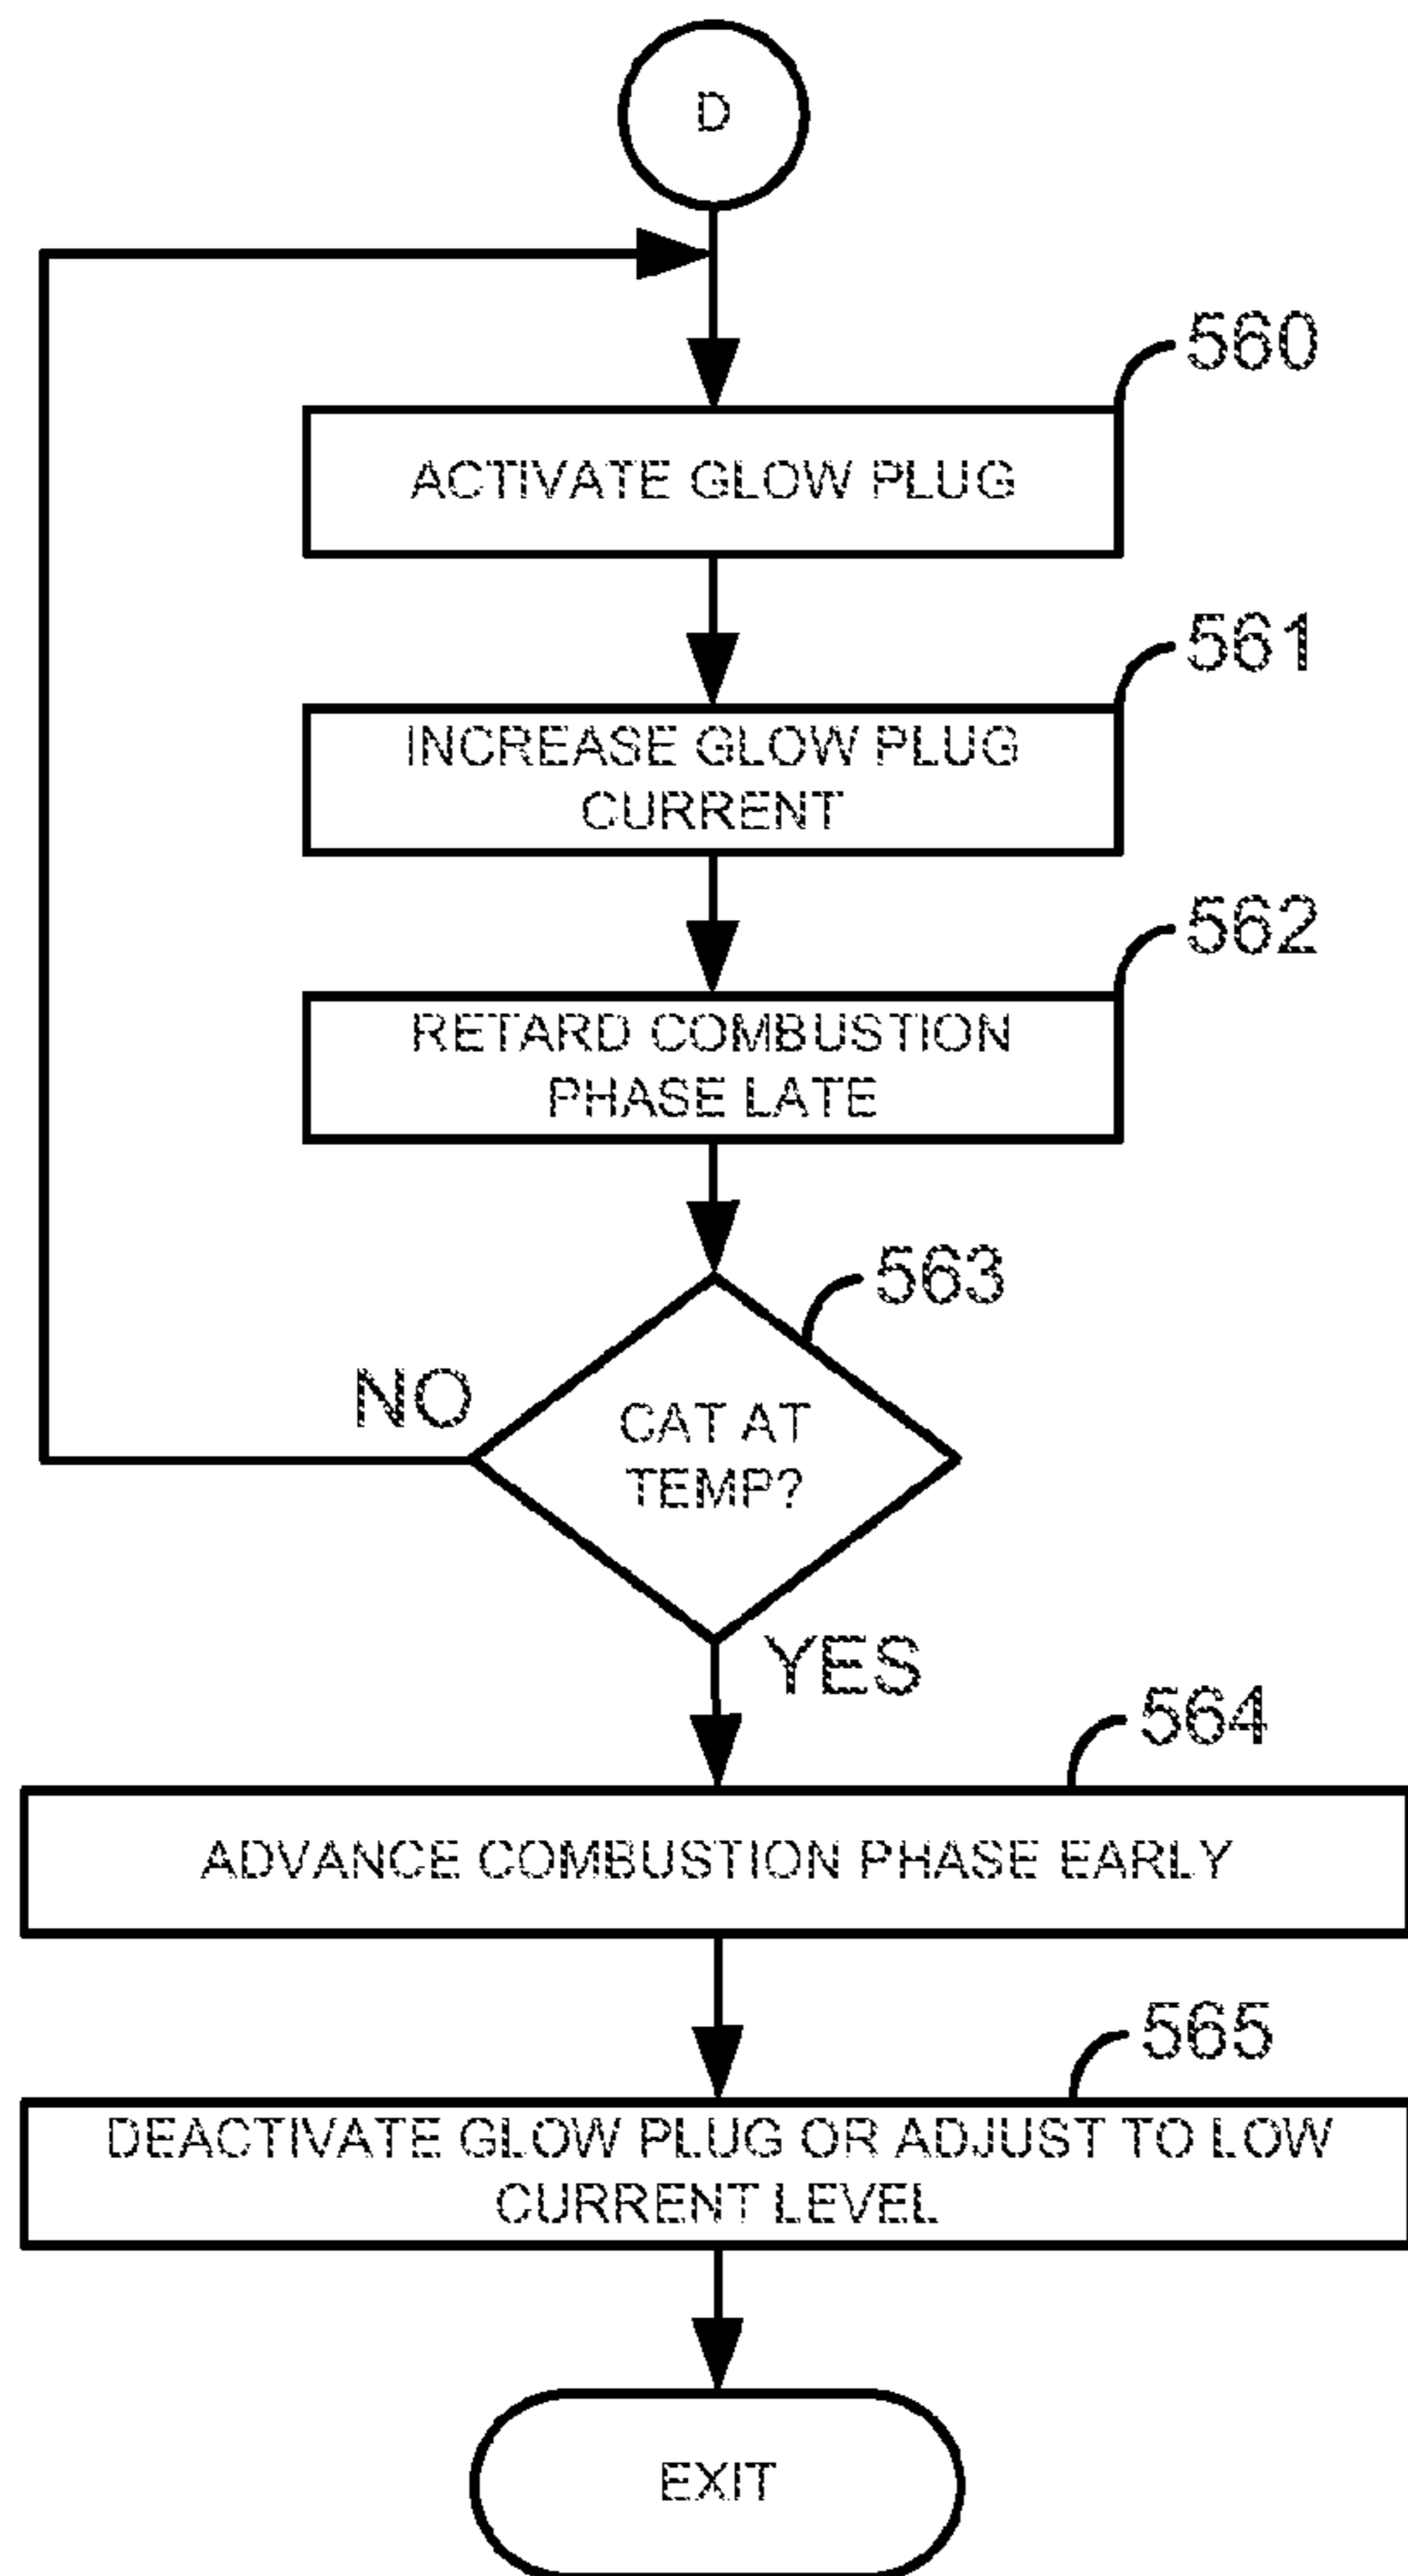 D
560
ACTIVATE GLOW PLUG
561
INCREASE GLOW PLUG
CURRENT
562
RETARD COMBUSTION
PHASE LATE
563
NO
CAT AT
TEMP?
YES
564
ADVANCE COMBUSTION PHASE EARLY
565
DEACTIVATE GLOW PLUG OR ADJUST TO LOW
CURRENT LEVEL
EXIT